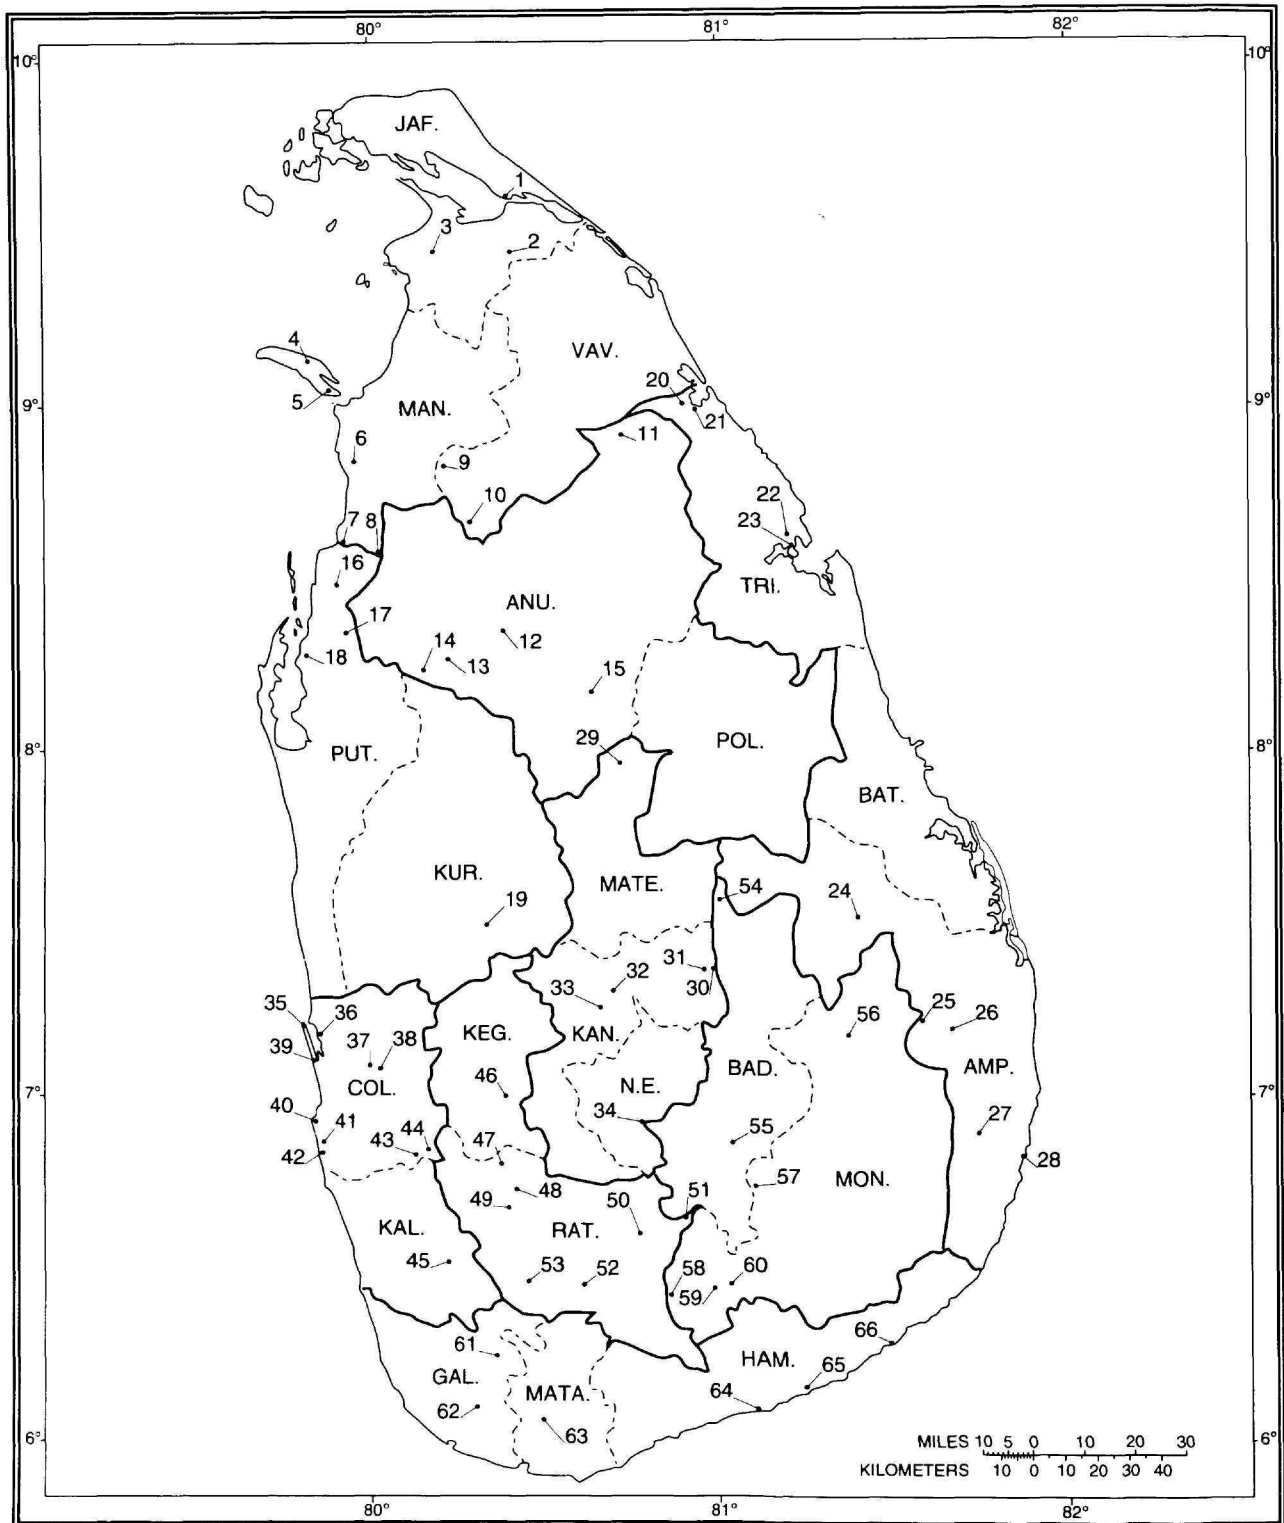 80° 81° 82°
10° 10°
JAF.
1
3 2
4
VAV.
20
5 MAN. 9° 9°
21
11
6
9
10
22
7 8
23
16
ANU. TRI.
17
12
14
18 13
15
29 POL.
8° PUT. 8°
BAT.
KUR. MATE.
54 24
19
31 32
33 30
35 36
56 25 26
KEG. KAN.
37 38
39
BAD. AMP.
46 N.E.
COL.
7° 7°
40 41
34
44 27
43 47 55
42
28
57 MON.
51
49 48 50
KAL. RAT.
45 53 52 58 60
59
66
61
HAM.
65
GAL.
MATA. 64
62
63
6° 6°
MILES 10 5 0 10 20 30
KILOMETERS 10 0 10 20 30 40
80° 81° 82°